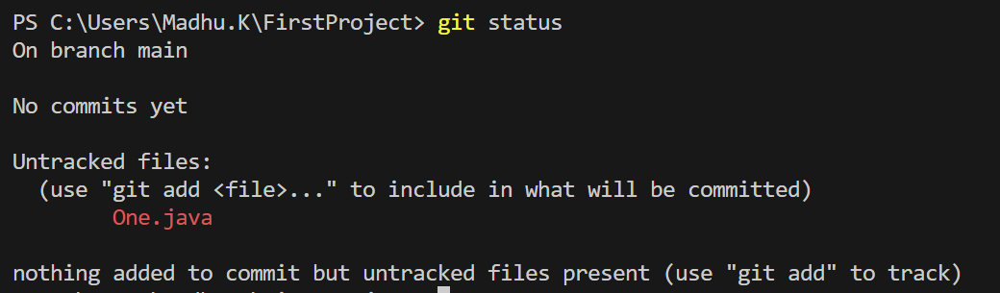 PS C:\Users\Madhu.K\FirstProject> git status
On branch main
No commits yet
Untracked files:
(use "git add <file>..." to include in what will be committed)
One.java
nothing added to commit but untracked files present (use "git add" to track)